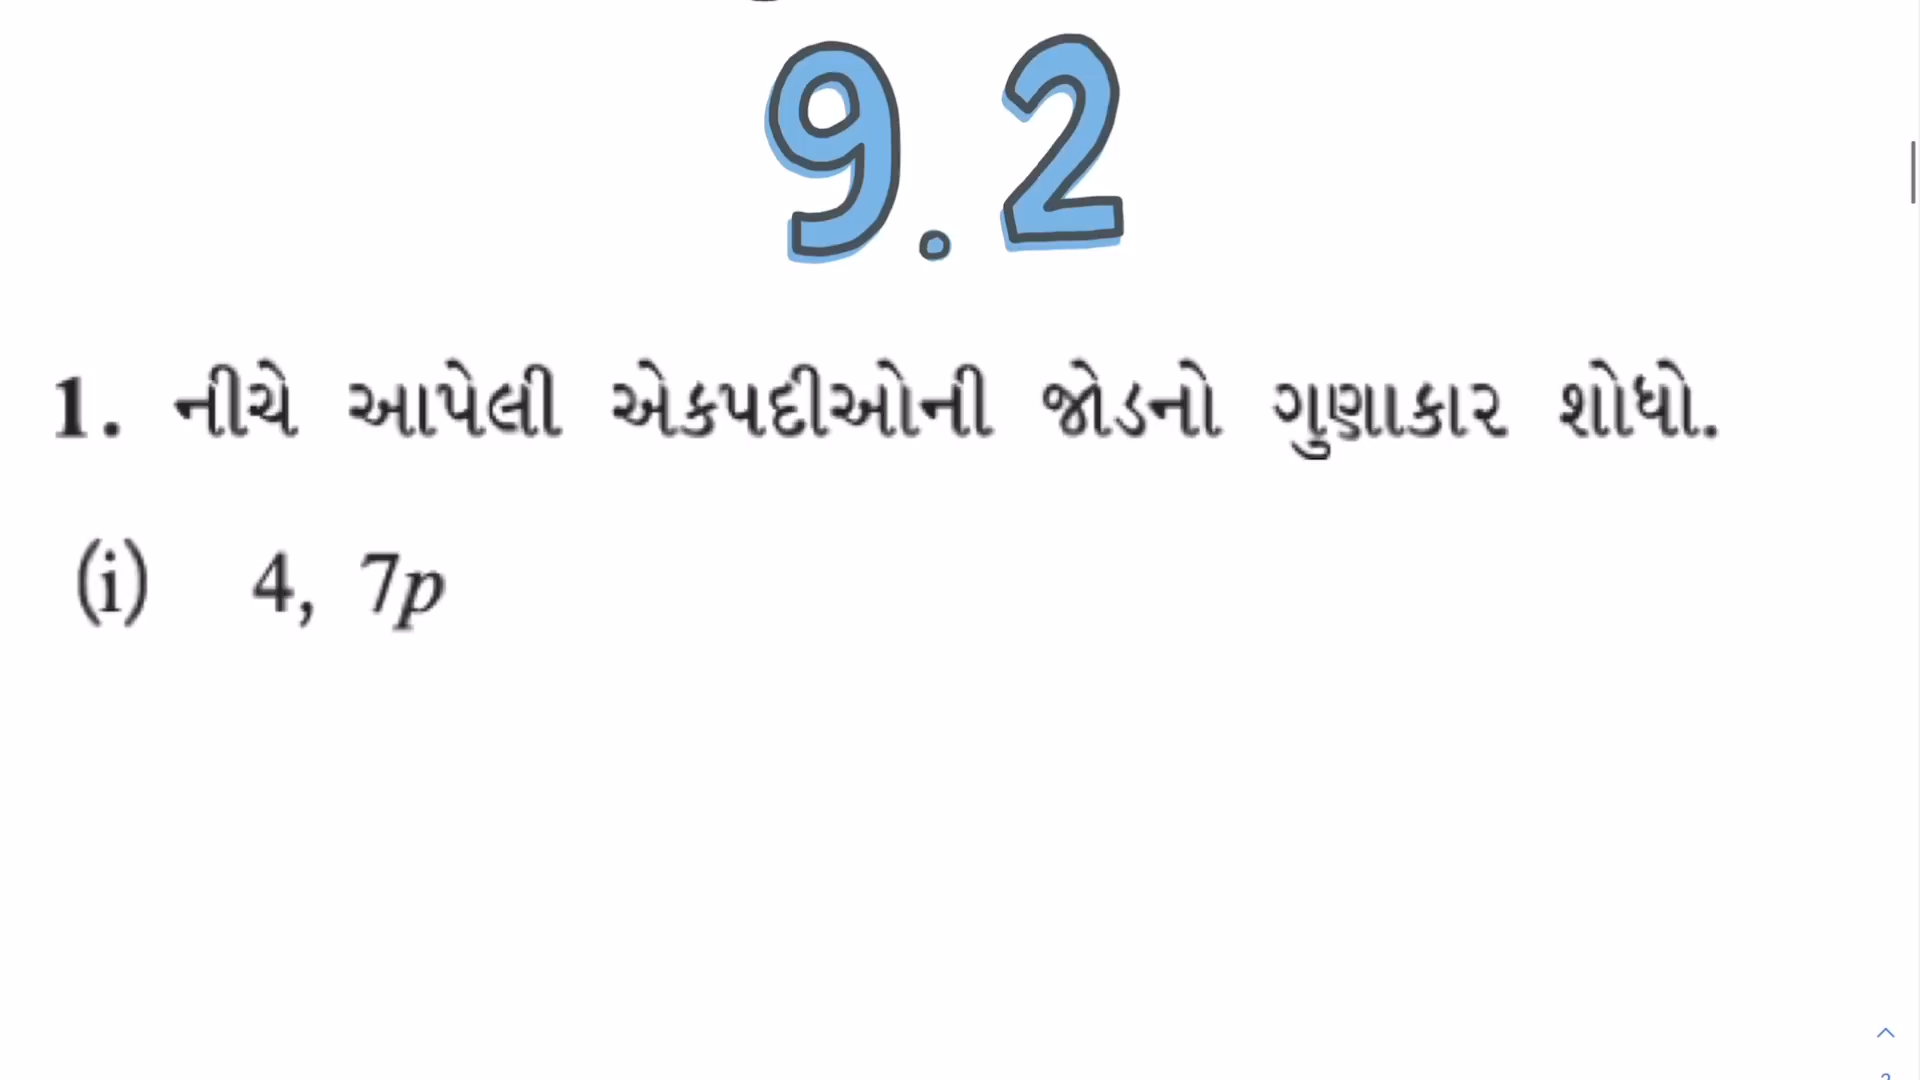 9.2
1. નીચે આપેલી એકપદીઓની જોડનો ગુણાકાર શોધો.
(i) 4, 7p